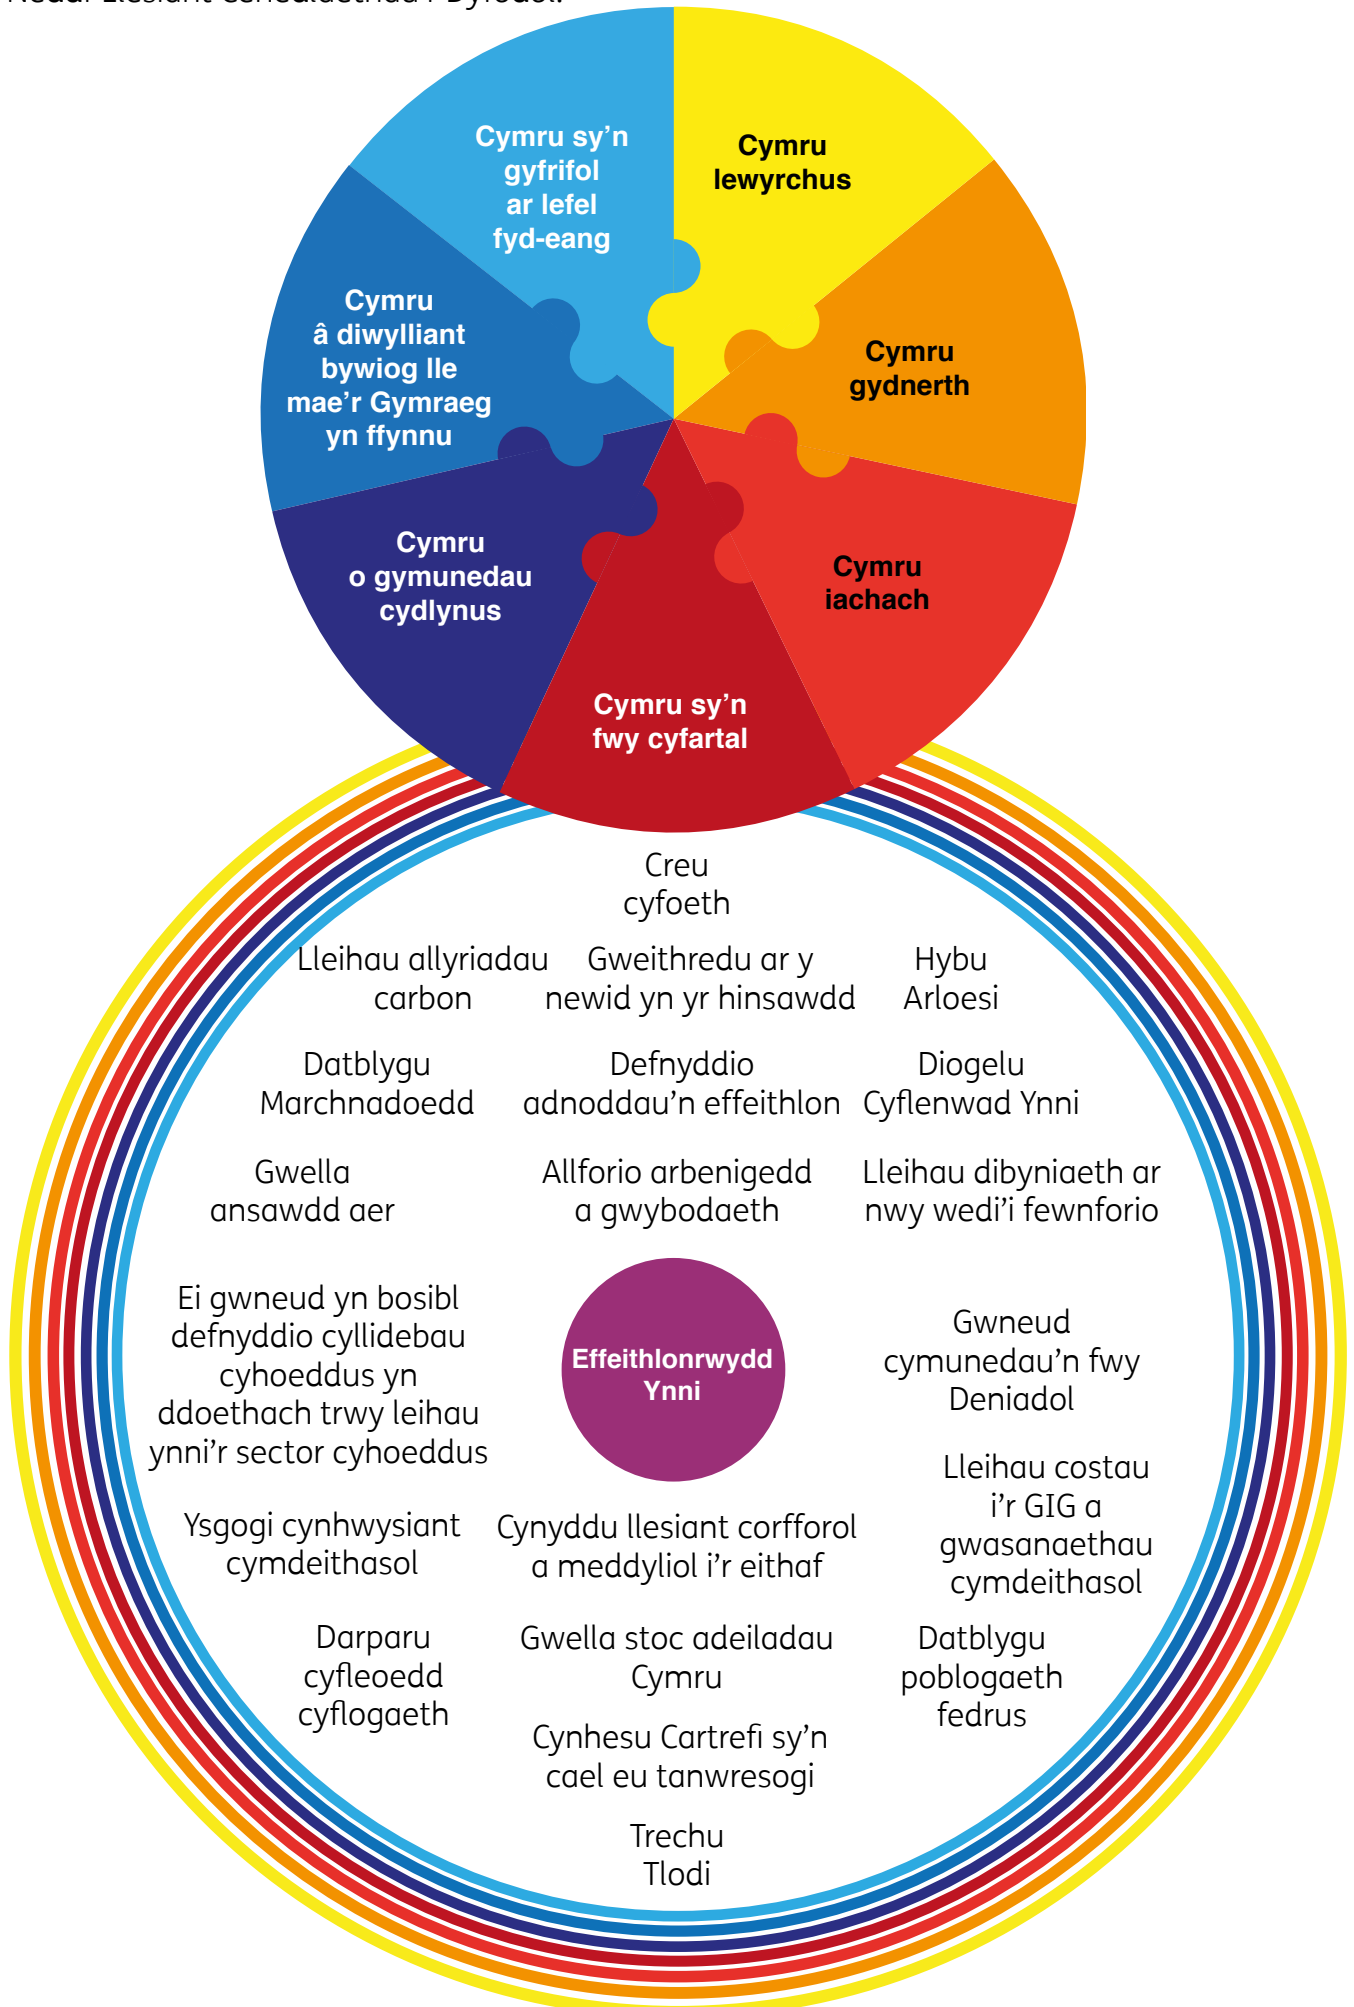 Cymru sy’n
gyfrifol
ar lefel
fyd-eang
Cymru
lewyrchus
Cymru
gydnerth
Cymru
iachach
Cymru sy’n
fwy cyfartal
Cymru
o gymunedau
cydlynus
Cymru
â diwylliant
bywiog lle
mae’r Gymraeg
yn ffynnu
Creu
cyfoeth
Lleihau allyriadau
carbon
Gweithredu ar y
newid yn yr hinsawdd
Hybu
Arloesi
Datblygu
Marchnadoedd
Defnyddio
adnoddau’n effeithlon
Diogelu
Cyflenwad Ynni
Gwella
ansawdd aer
Allforio arbenigedd
a gwybodaeth
Lleihau dibyniaeth ar
nwy wedi’i fewnforio
Ei gwneud yn bosibl
defnyddio cyllidebau
cyhoeddus yn
ddoethach trwy leihau
ynni’r sector cyhoeddus
Effeithlonrwydd
Ynni
Gwneud
cymunedau’n fwy
Deniadol
Lleihau costau
i’r GIG a
gwasanaethau
cymdeithasol
Ysgogi cynhwysiant
cymdeithasol
Cynyddu llesiant corfforol
a meddyliol i’r eithaf
Darparu
cyfleoedd
cyflogaeth
Gwella stoc adeiladau
Cymru
Datblygu
poblogaeth
fedrus
Cynhesu Cartrefi sy’n
cael eu tanwresogi
Trechu
Tlodi